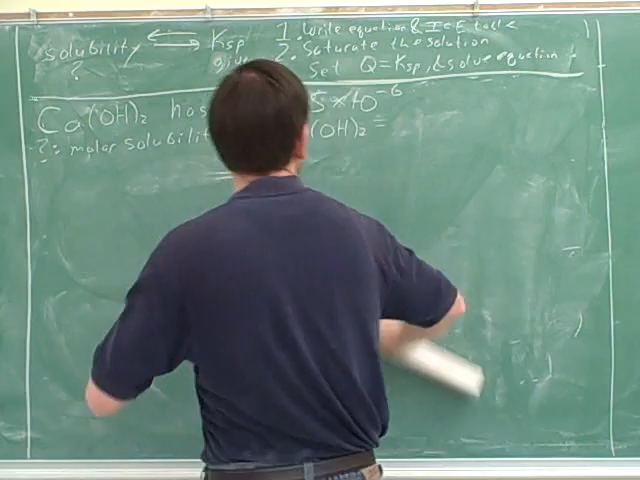 solubility ⇌ Ksp 1. Write equation & ICE table
? given 2. Saturate the solution
Set Q=Ksp, & solve equation
Ca(OH)₂ has 5×10⁻⁶
?: molar solubilit (OH)₂ =